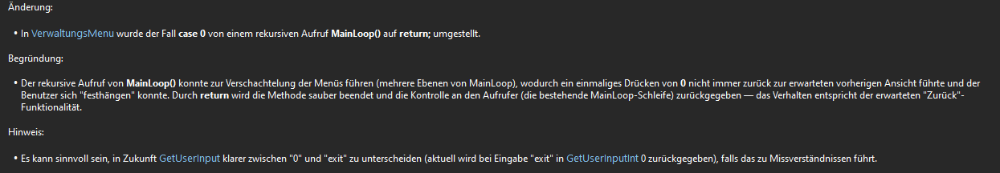 Änderung:
• In VerwaltungsMenu wurde der Fall case 0 von einem rekursiven Aufruf MainLoop() auf return; umgestellt.
Begründung:
• Der rekursive Aufruf von MainLoop() konnte zur Verschachtelung der Menüs führen (mehrere Ebenen von MainLoop), wodurch ein einmaliges Drücken von 0 nicht immer zurück zur erwarteten vorherigen Ansicht führte und der
Benutzer sich "festhängen" konnte. Durch return wird die Methode sauber beendet und die Kontrolle an den Aufrufer (die bestehende MainLoop-Schleife) zurückgegeben — das Verhalten entspricht der erwarteten "Zurück"-
Funktionalität.
Hinweis:
• Es kann sinnvoll sein, in Zukunft GetUserInput klarer zwischen "0" und "exit" zu unterscheiden (aktuell wird bei Eingabe "exit" in GetUserInputInt 0 zurückgegeben), falls das zu Missverständnissen führt.